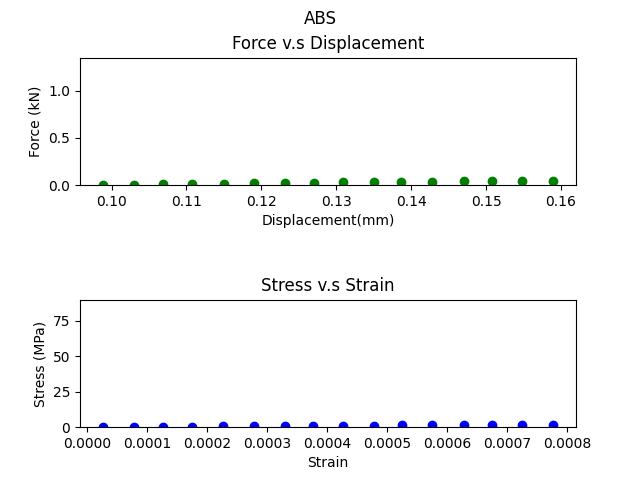 ABS
Force v.s Displacement
1.0
0.5
0.0
Force (kN)
0.10 0.11 0.12 0.13 0.14 0.15 0.16
Displacement(mm)
Stress v.s Strain
75
50
25
0
Stress (MPa)
0.0000 0.0001 0.0002 0.0003 0.0004 0.0005 0.0006 0.0007 0.0008
Strain